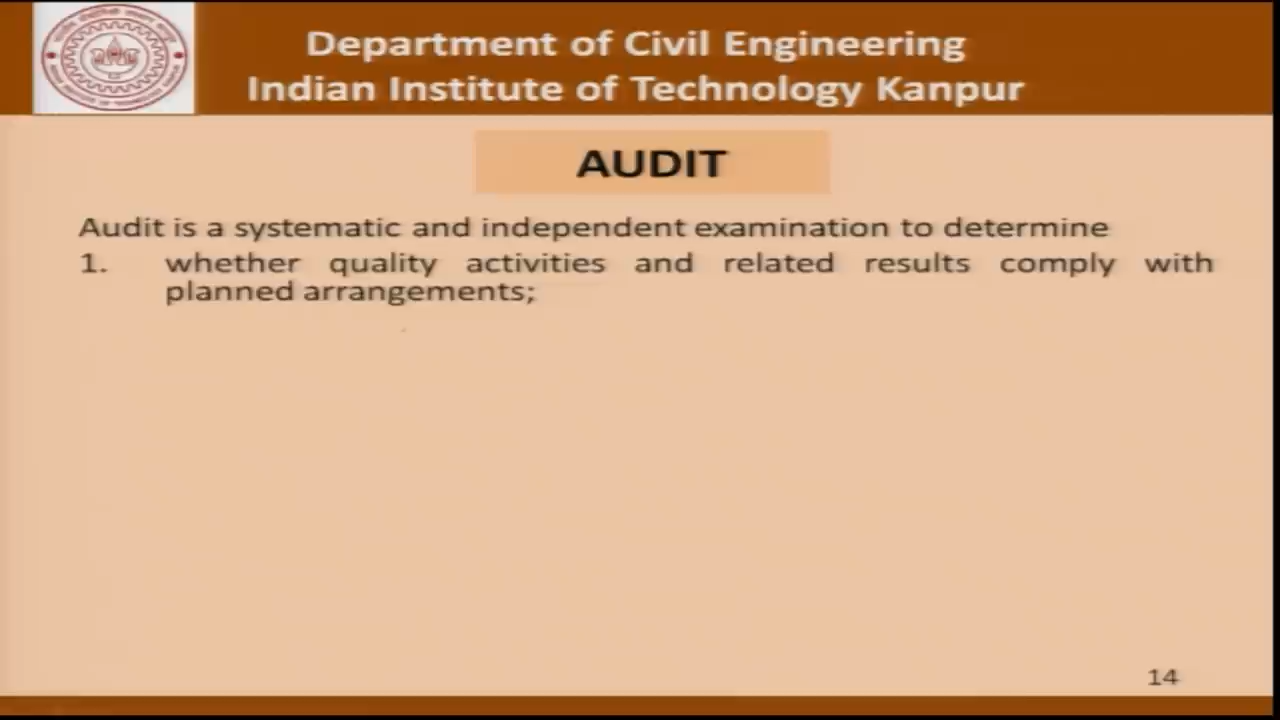 Department of Civil Engineering
Indian Institute of Technology Kanpur
AUDIT
Audit is a systematic and independent examination to determine
1. whether quality activities and related results comply with
planned arrangements;
14